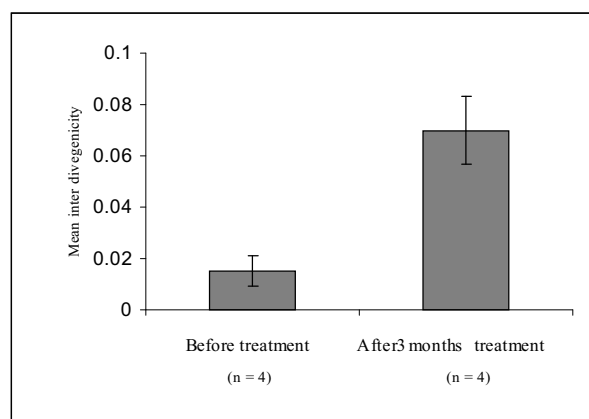 Mean inter divegenicity
0.1
0.08
0.06
0.04
0.02
0
Before treatment
After3 months treatment
(n = 4)
(n = 4)